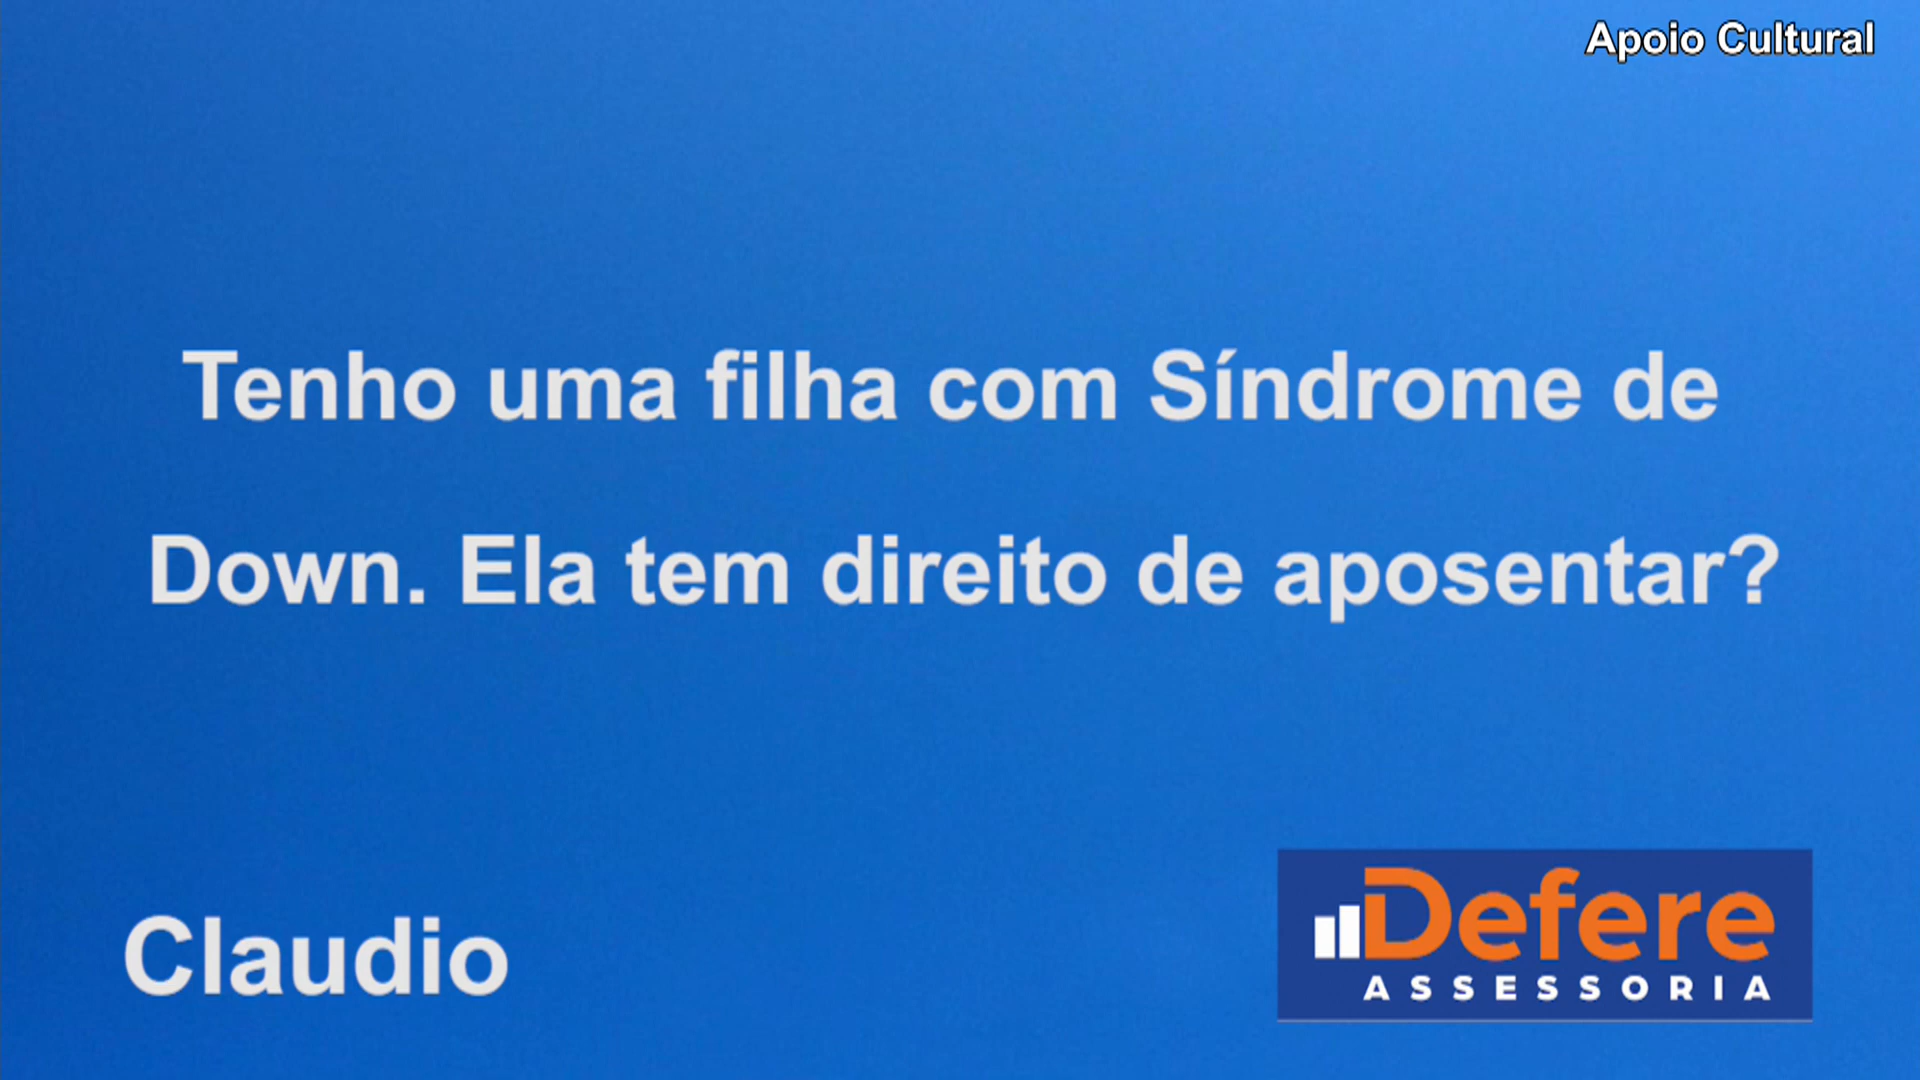 Apoio Cultural
Tenho uma filha com Síndrome de
Down. Ela tem direito de aposentar?
Claudio
Defere
ASSESSORIA